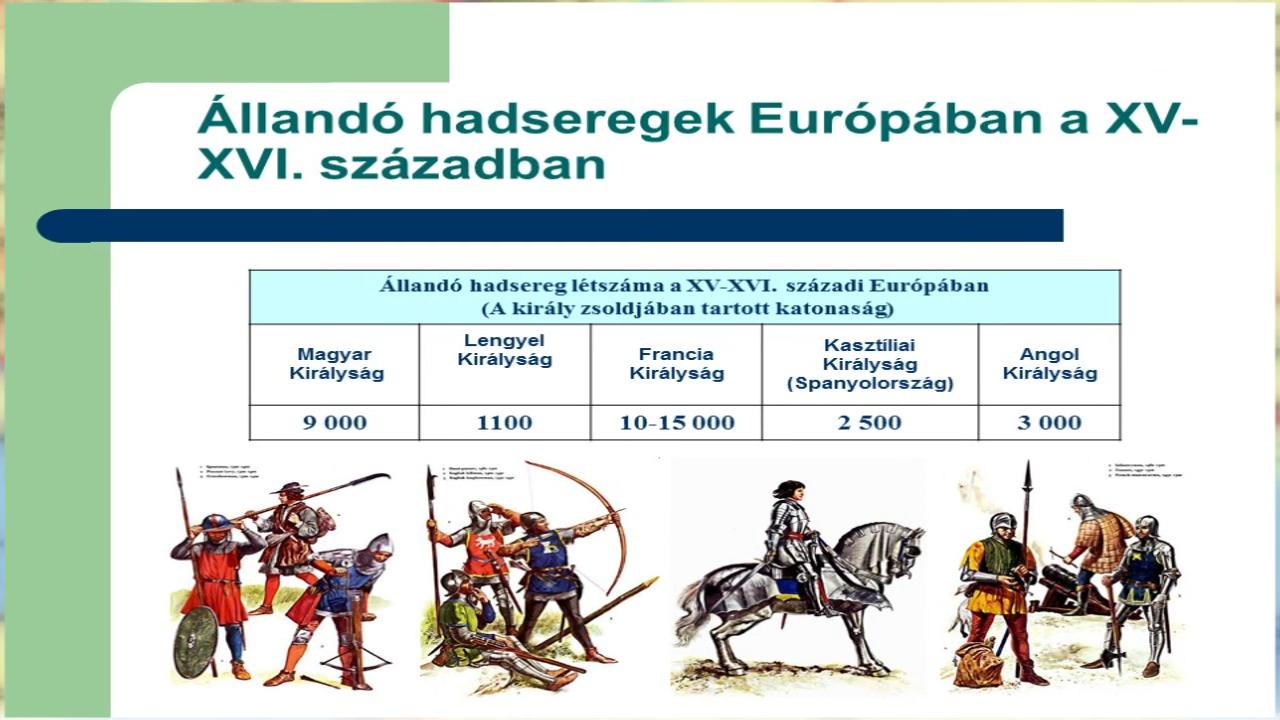 Állandó hadseregek Európában a XV-
XVI. században
Állandó hadsereg létszáma a XV-XVI. századi Európában
(A király zsoldjában tartott katonaság)
Magyar
Királyság
Lengyel
Királyság
Francia
Királyság
Kasztíliai
Királyság
(Spanyolország)
Angol
Királyság
9 000
1100
10-15 000
2 500
3 000